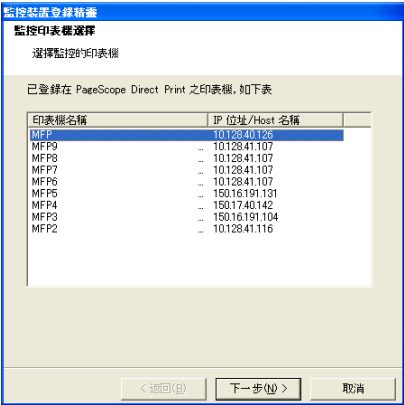 監控裝置登錄精靈
監控印表機選擇
選擇監控的印表機
已登錄在 PageScope Direct Print 之印表機, 如下表
印表機名稱 IP 位址/Host 名稱
MFP 10.128.40.126
MFP9 ... 10.128.41.107
MFP8 ... 10.128.41.107
MFP7 ... 10.128.41.107
MFP6 ... 10.128.41.107
MFP5 ... 150.16.191.131
MFP4 ... 150.17.40.142
MFP3 ... 150.16.191.104
MFP2 ... 10.128.41.116
< 返回(B) 下一步(N) > 取消